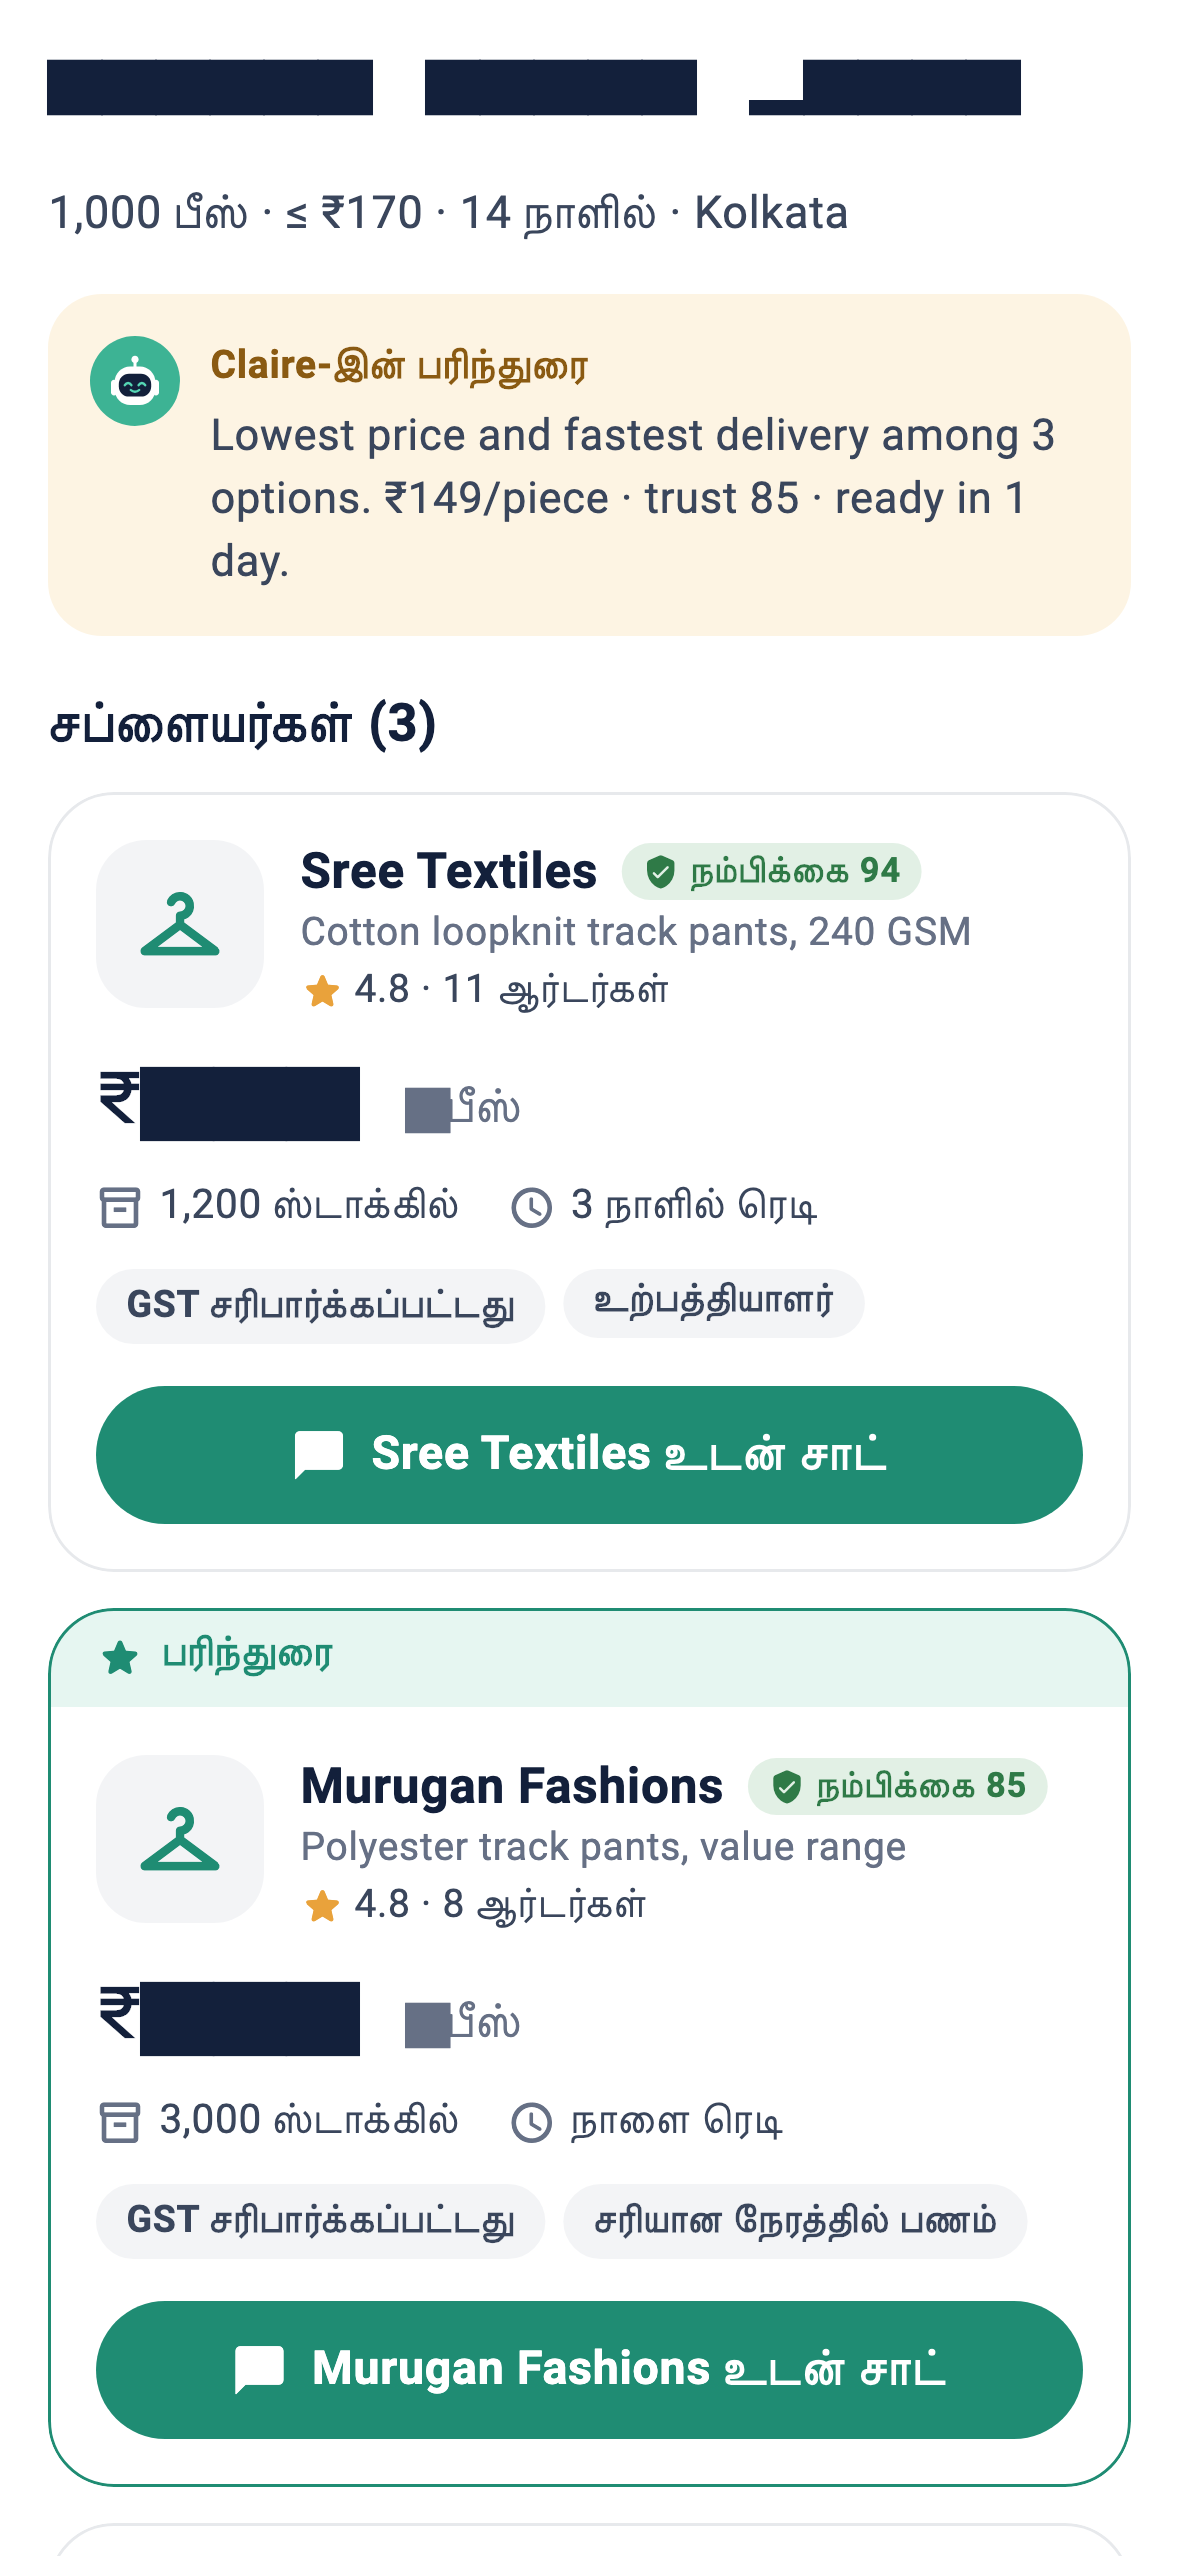 1,000 பீஸ் · ≤ ₹170 · 14 நாளில் · Kolkata
Claire-இன் பரிந்துரை
Lowest price and fastest delivery among 3
options. ₹149/piece · trust 85 · ready in 1
day.
சப்ளையர்கள் (3)
Sree Textiles நம்பிக்கை 94
Cotton loopknit track pants, 240 GSM
4.8 · 11 ஆர்டர்கள்
₹ பீஸ்
1,200 ஸ்டாக்கில் 3 நாளில் ரெடி
GST சரிபார்க்கப்பட்டது உற்பத்தியாளர்
Sree Textiles உடன் சாட்
பரிந்துரை
Murugan Fashions நம்பிக்கை 85
Polyester track pants, value range
4.8 · 8 ஆர்டர்கள்
₹ பீஸ்
3,000 ஸ்டாக்கில் நாளை ரெடி
GST சரிபார்க்கப்பட்டது சரியான நேரத்தில் பணம்
Murugan Fashions உடன் சாட்